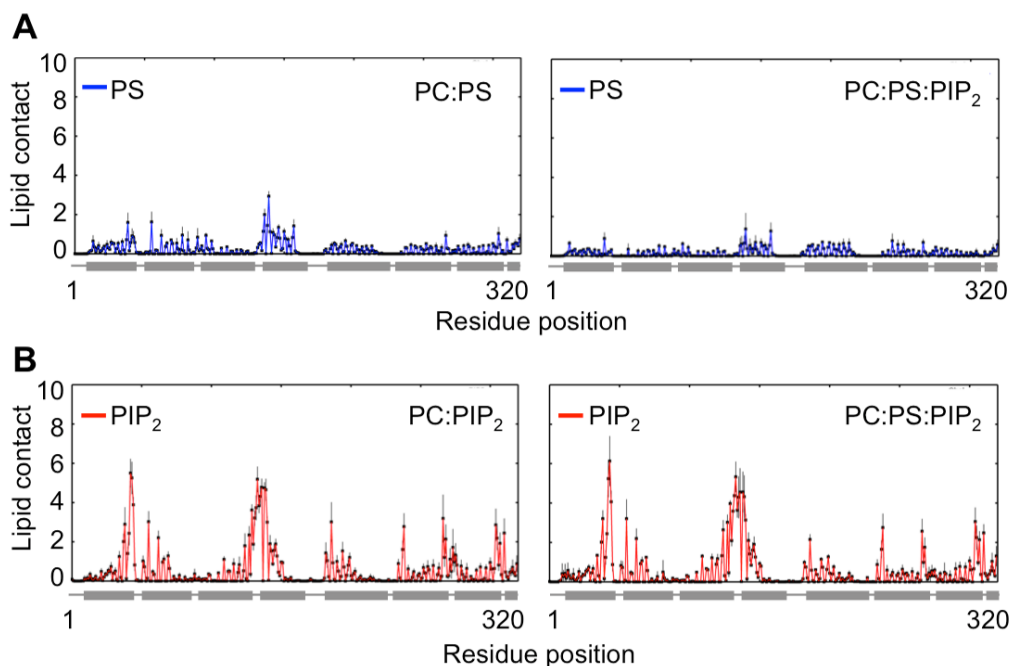 A
Lipid contact
10
8
6
4
2
0
PS
PC:PS
1
320
PS
PC:PS:PIP₂
1
320
Residue position
B
Lipid contact
10
8
6
4
2
0
PIP₂
PC:PIP₂
1
320
PIP₂
PC:PS:PIP₂
1
320
Residue position